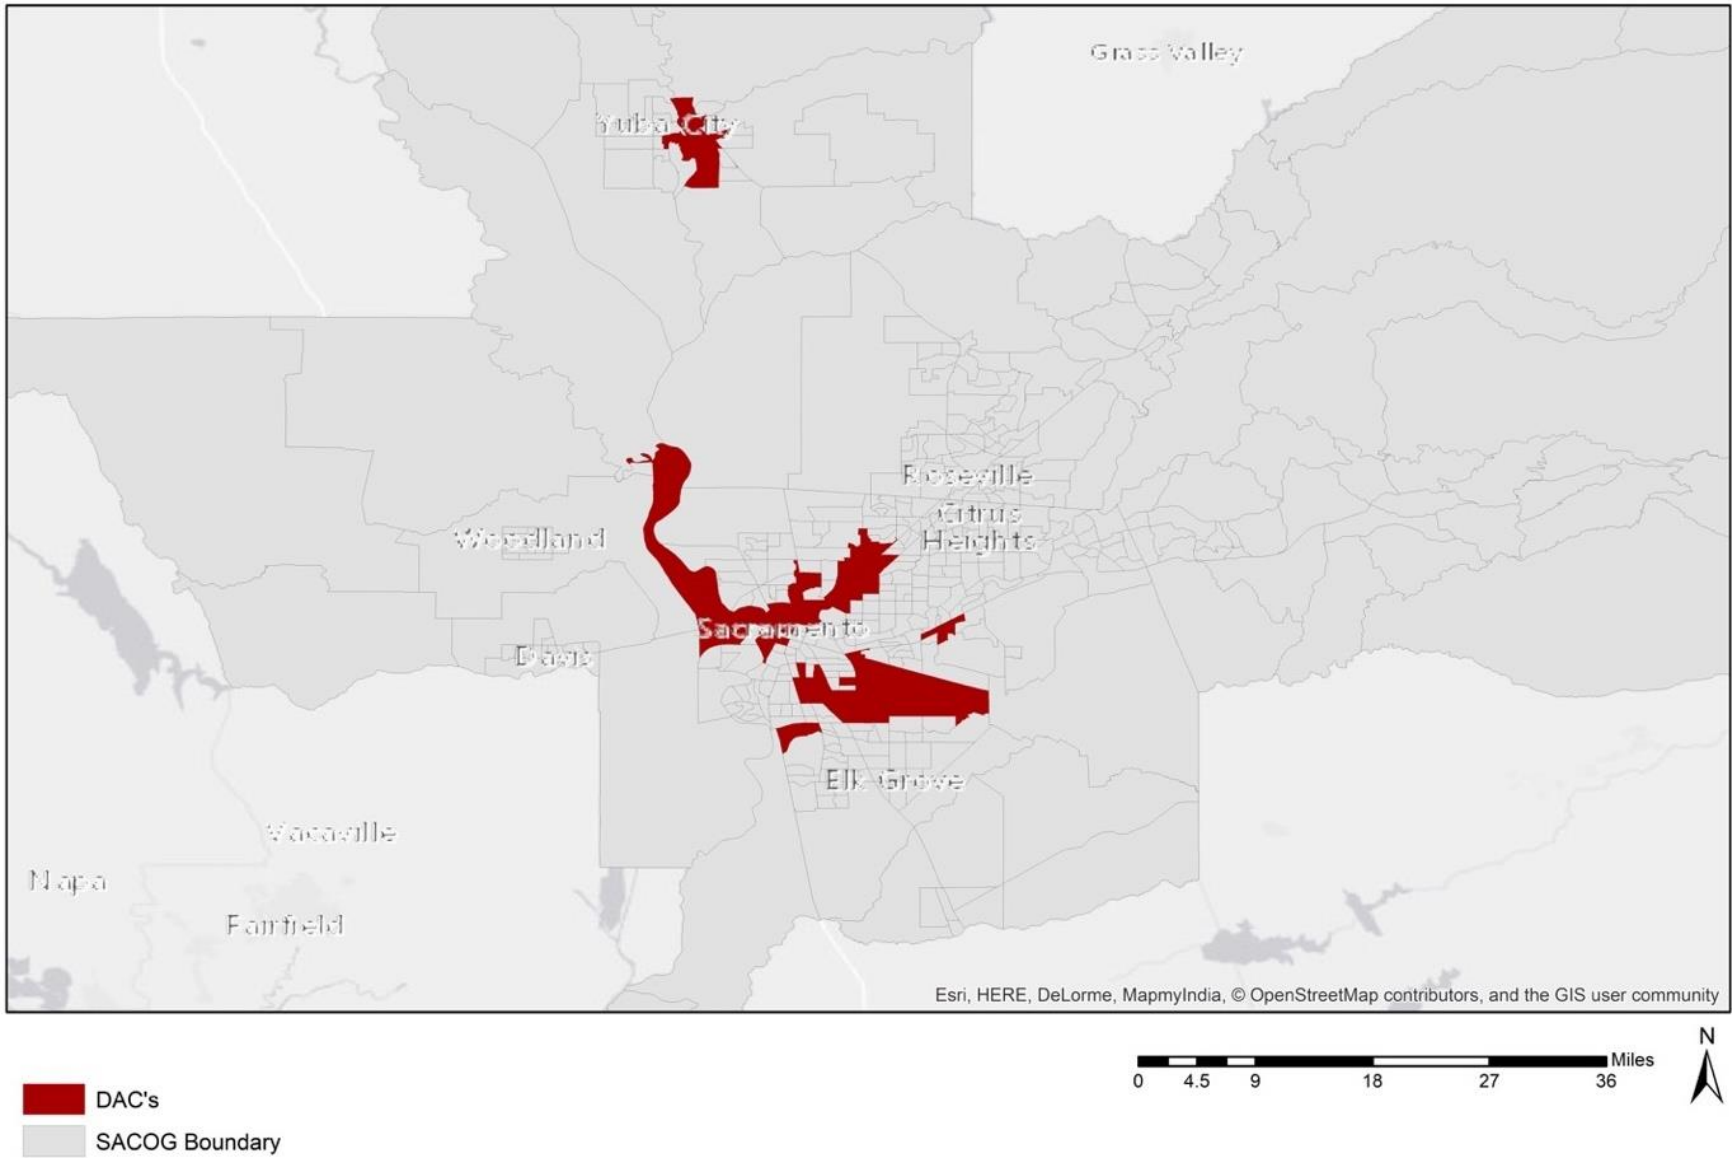 Grass Valley
Yuba City
Roseville
Citrus
Heights
Woodland
Sacramento
Davis
Elk Grove
Vacaville
Napa
Fairfield
Esri, HERE, DeLorme, MapmyIndia, © OpenStreetMap contributors, and the GIS user community
N
Miles
0 4.5 9 18 27 36
DAC's
SACOG Boundary